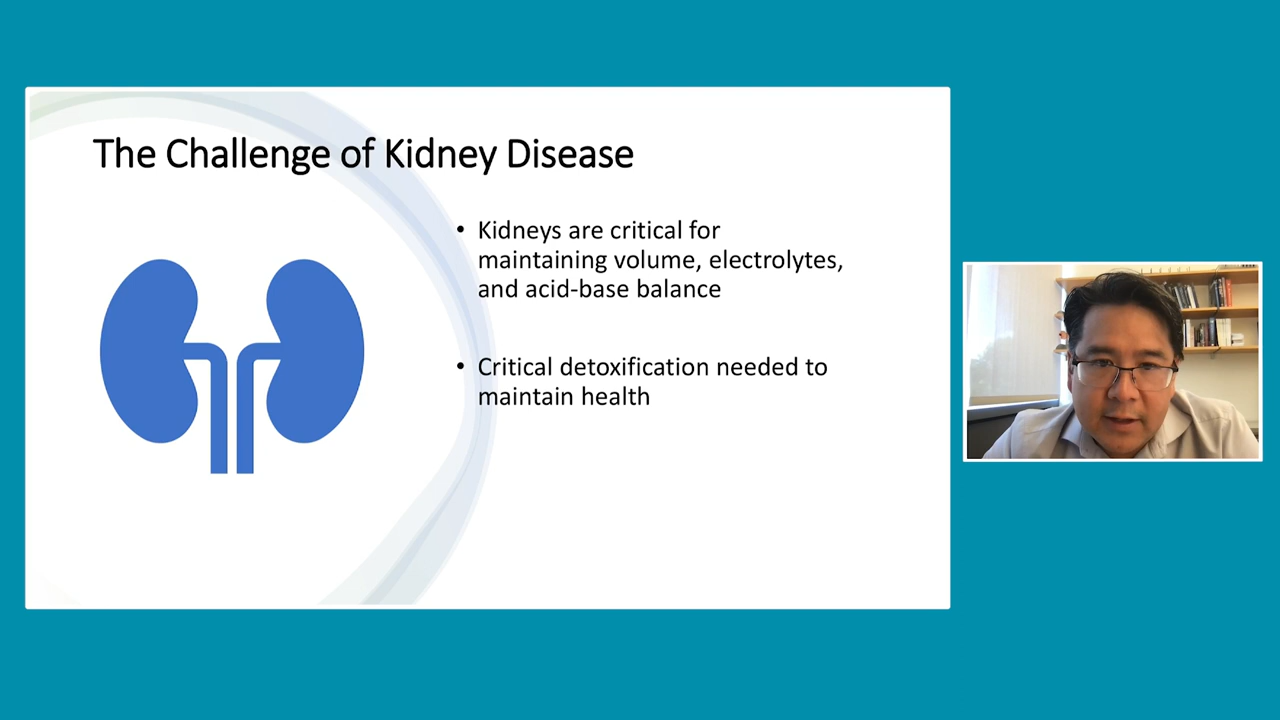 The Challenge of Kidney Disease
• Kidneys are critical for
maintaining volume, electrolytes,
and acid-base balance
• Critical detoxification needed to
maintain health